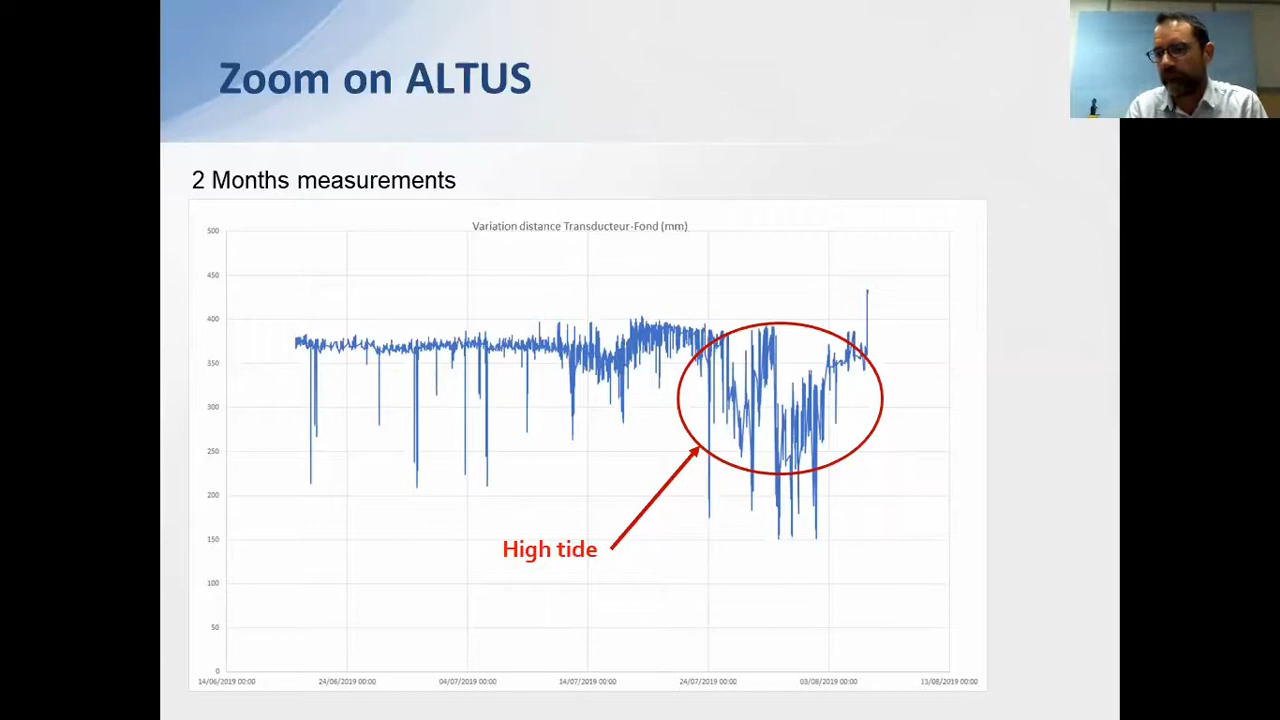 Zoom on ALTUS
2 Months measurements
Variation distance Transducteur-Fond (mm)
500
450
400
350
300
250
200
150
100
50
0
High tide
14/06/2019 00:00 24/06/2019 00:00 04/07/2019 00:00 14/07/2019 00:00 24/07/2019 00:00 03/08/2019 00:00 13/08/2019 00:00